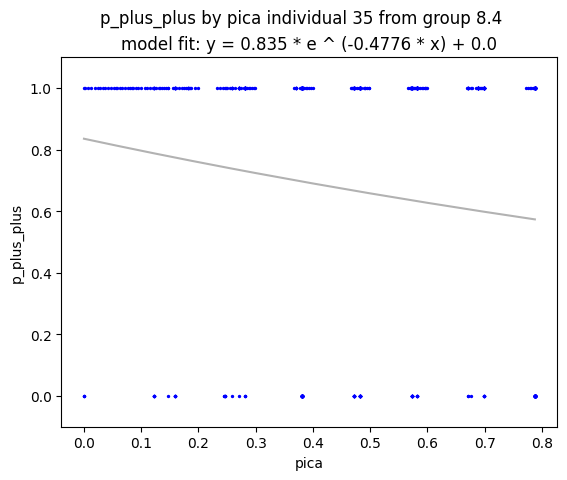 p_plus_plus by pica individual 35 from group 8.4
model fit: y = 0.835 * e ^ (-0.4776 * x) + 0.0
1.0
0.8
0.6
0.4
0.2
0.0
p_plus_plus
0.0 0.1 0.2 0.3 0.4 0.5 0.6 0.7 0.8
pica